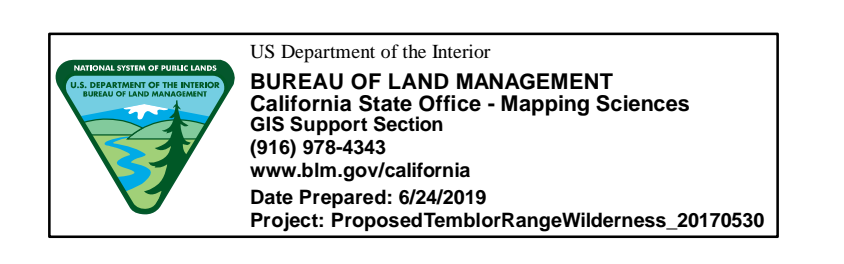 NATIONAL SYSTEM OF PUBLIC LANDS
U.S. DEPARTMENT OF THE INTERIOR
BUREAU OF LAND MANAGEMENT
US Department of the Interior
BUREAU OF LAND MANAGEMENT
California State Office - Mapping Sciences
GIS Support Section
(916) 978-4343
www.blm.gov/california
Date Prepared: 6/24/2019
Project: ProposedTemblorRangeWilderness_20170530